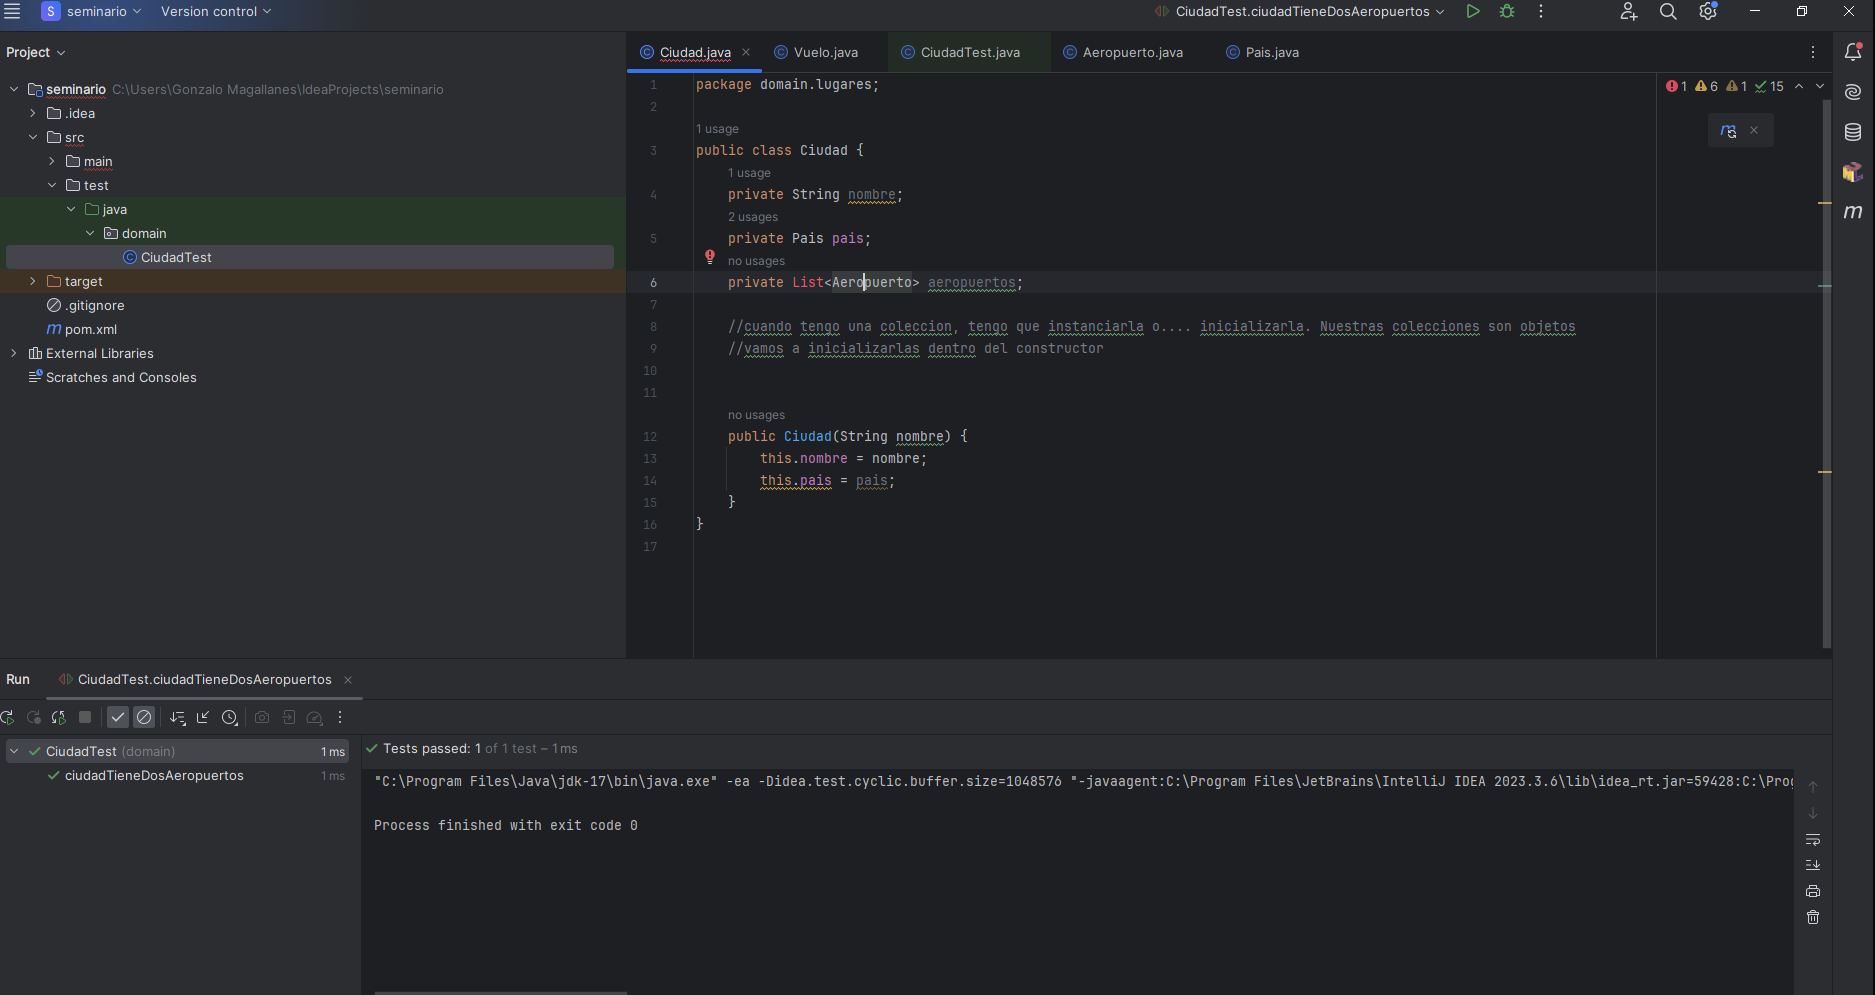 S seminario Version control CiudadTest.ciudadTieneDosAeropuertos
Project
Ciudad.java Vuelo.java CiudadTest.java Aeropuerto.java Pais.java
seminario C:\Users\Gonzalo Magallanes\IdeaProjects\seminario
.idea
src
main
test
java
domain
CiudadTest
target
.gitignore
pom.xml
External Libraries
Scratches and Consoles
1 6 1 15
1 package domain.lugares;
2
1 usage
3 public class Ciudad {
1 usage
4 private String nombre;
2 usages
5 private Pais pais;
no usages
6 private List<Aeropuerto> aeropuertos;
7
8 //cuando tengo una coleccion, tengo que instanciarla o.... inicializarla. Nuestras colecciones son objetos
9 //vamos a inicializarlas dentro del constructor
10
11
no usages
12 public Ciudad(String nombre) {
13 this.nombre = nombre;
14 this.pais = pais;
15 }
16 }
17
Run CiudadTest.ciudadTieneDosAeropuertos
CiudadTest (domain) 1 ms
ciudadTieneDosAeropuertos 1 ms
Tests passed: 1 of 1 test – 1 ms
"C:\Program Files\Java\jdk-17\bin\java.exe" -ea -Didea.test.cyclic.buffer.size=1048576 "-javaagent:C:\Program Files\JetBrains\IntelliJ IDEA 2023.3.6\lib\idea_rt.jar=59428:C:\Prog
Process finished with exit code 0